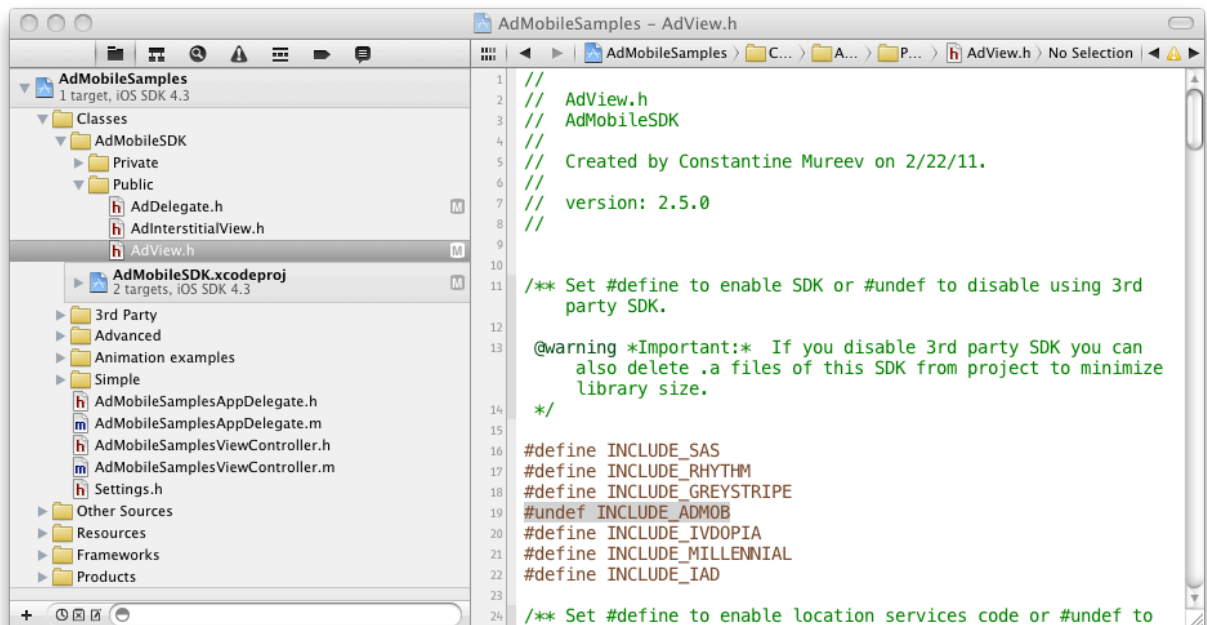 AdMobileSamples – AdView.h
AdMobileSamples C... A... P... h AdView.h No Selection
AdMobileSamples
1 target, iOS SDK 4.3
Classes
AdMobileSDK
Private
Public
h AdDelegate.h M
h AdInterstitialView.h
h AdView.h M
AdMobileSDK.xcodeproj M
2 targets, iOS SDK 4.3
3rd Party
Advanced
Animation examples
Simple
h AdMobileSamplesAppDelegate.h
m AdMobileSamplesAppDelegate.m
h AdMobileSamplesViewController.h
m AdMobileSamplesViewController.m
h Settings.h
Other Sources
Resources
Frameworks
Products
+
1 //
2 // AdView.h
3 // AdMobileSDK
4 //
5 // Created by Constantine Mureev on 2/22/11.
6 //
7 // version: 2.5.0
8 //
9
10
11 /** Set #define to enable SDK or #undef to disable using 3rd
party SDK.
12
13 @warning *Important:* If you disable 3rd party SDK you can
also delete .a files of this SDK from project to minimize
library size.
14 */
15
16 #define INCLUDE_SAS
17 #define INCLUDE_RHYTHM
18 #define INCLUDE_GREYSTRIPE
19 #undef INCLUDE_ADMOB
20 #define INCLUDE_IVDOPIA
21 #define INCLUDE_MILLENNIAL
22 #define INCLUDE_IAD
23
24 /** Set #define to enable location services code or #undef to